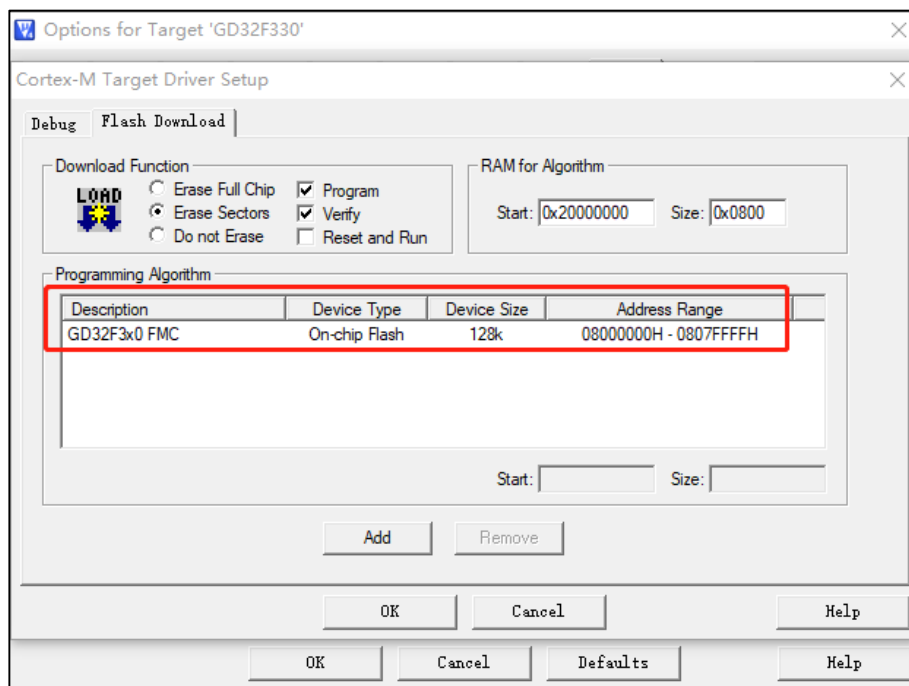 Options for Target 'GD32F330'
Cortex-M Target Driver Setup
Debug Flash Download
Download Function
LOAD
Erase Full Chip
Erase Sectors
Do not Erase
Program
Verify
Reset and Run
RAM for Algorithm
Start: 0x20000000 Size: 0x0800
Programming Algorithm
Description Device Type Device Size Address Range
GD32F3x0 FMC On-chip Flash 128k 08000000H - 0807FFFFH
Start: Size:
Add Remove
OK Cancel Help
OK Cancel Defaults Help